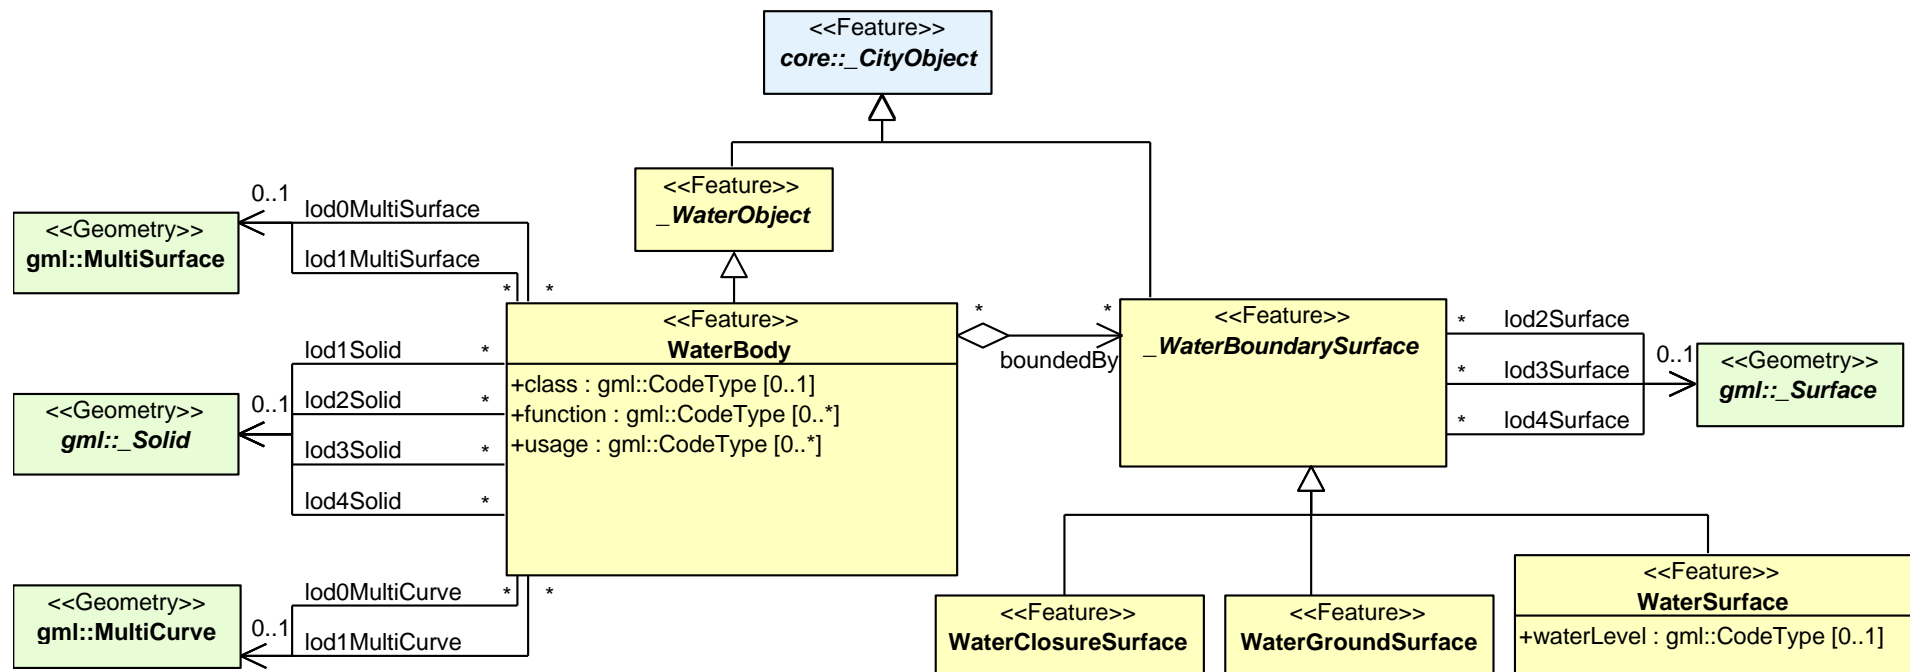 <<Feature>>
core::_CityObject
<<Feature>>
_WaterObject
0..1
lod0MultiSurface
<<Geometry>>
gml::MultiSurface
lod1MultiSurface
*
*
<<Feature>>
WaterBody
+class : gml::CodeType [0..1]
+function : gml::CodeType [0..*]
+usage : gml::CodeType [0..*]
*
*
boundedBy
<<Feature>>
_WaterBoundarySurface
*
lod2Surface
*
lod3Surface
*
lod4Surface
0..1
<<Geometry>>
gml::_Surface
lod1Solid
*
lod2Solid
*
lod3Solid
*
lod4Solid
*
0..1
<<Geometry>>
gml::_Solid
lod0MultiCurve
*
*
<<Geometry>>
gml::MultiCurve
0..1
lod1MultiCurve
<<Feature>>
WaterClosureSurface
<<Feature>>
WaterGroundSurface
<<Feature>>
WaterSurface
+waterLevel : gml::CodeType [0..1]